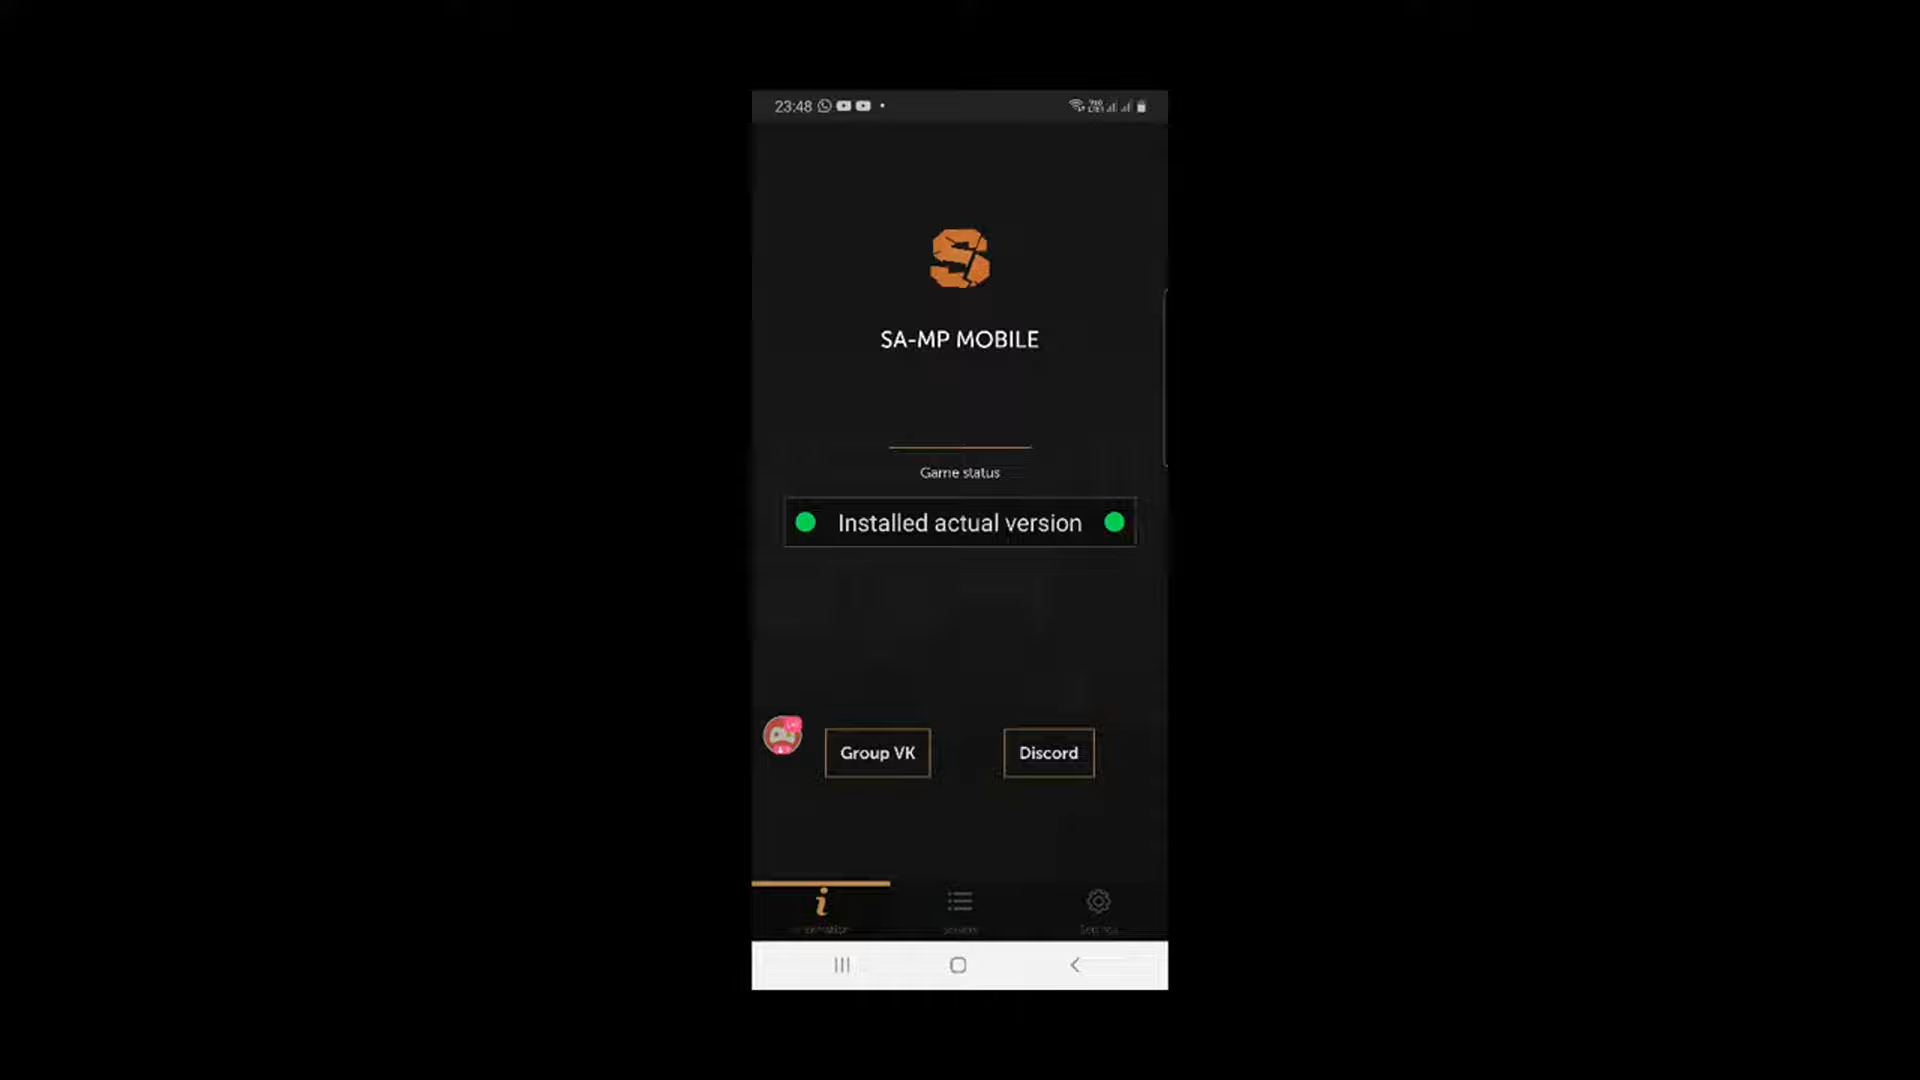 23:48
S
SA-MP MOBILE
Game status
Installed actual version
Group VK
Discord